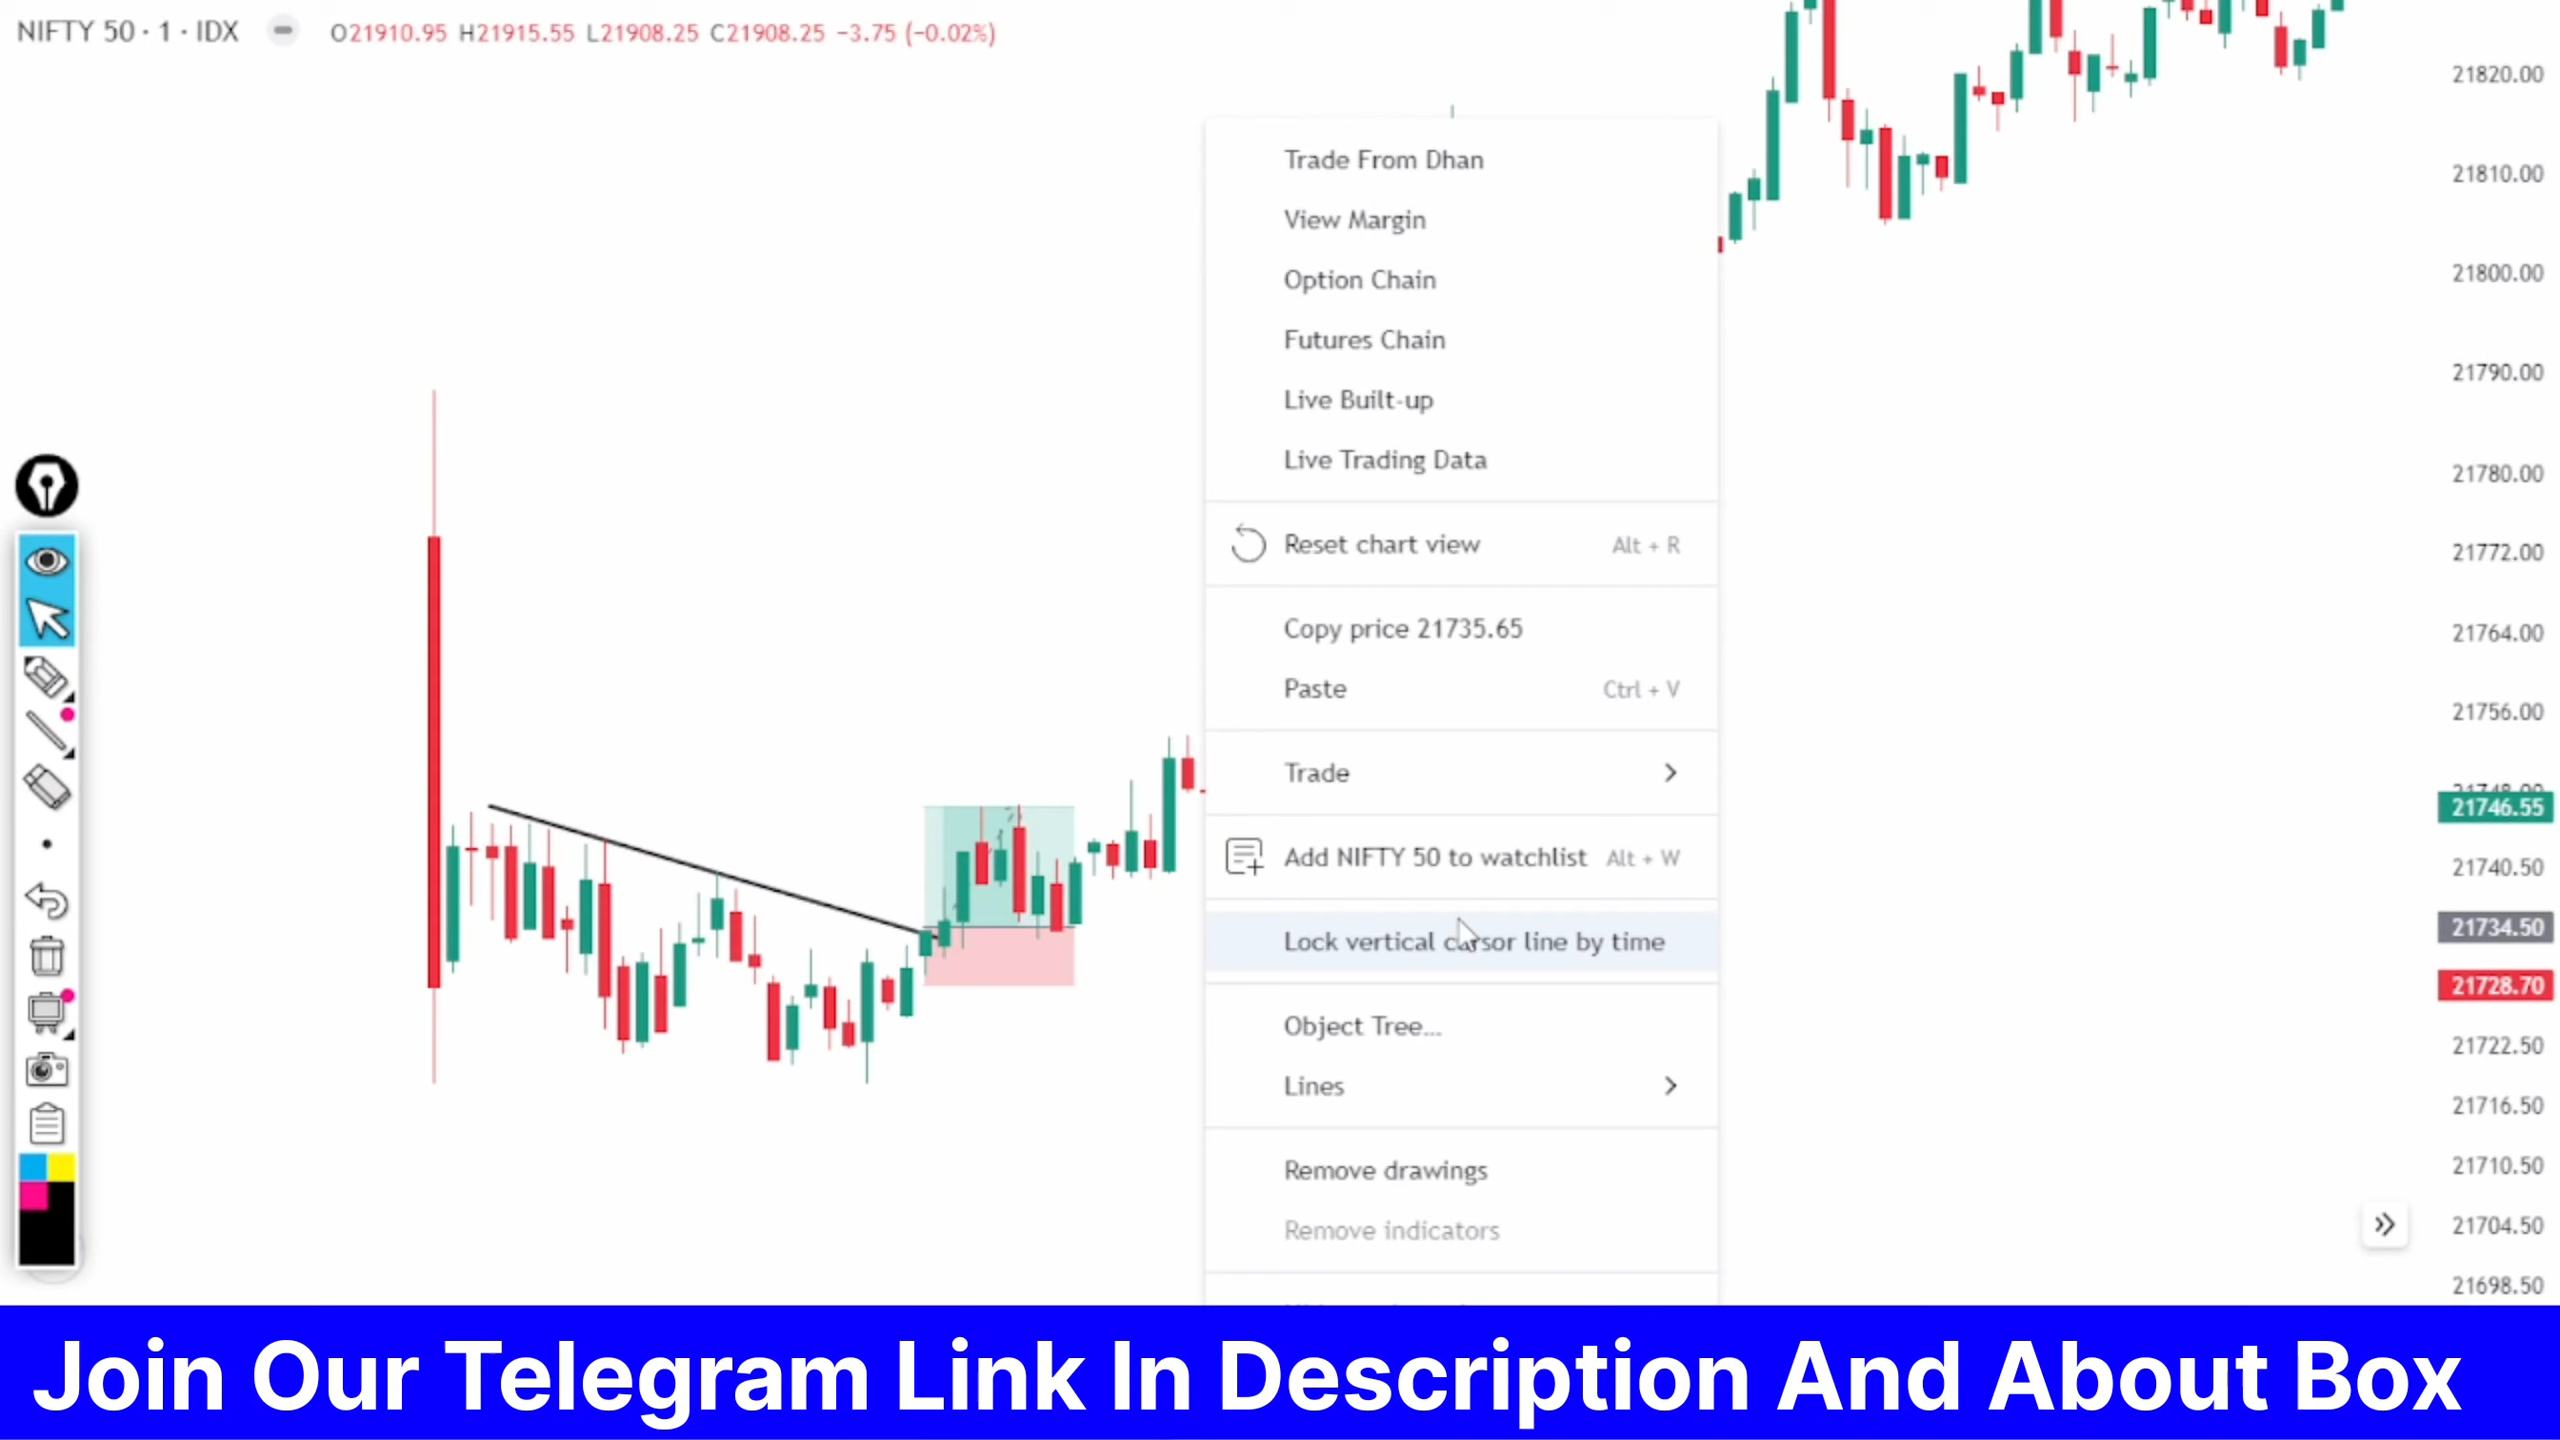 NIFTY 50 · 1 · IDX O21910.95 H21915.55 L21908.25 C21908.25 −3.75 (−0.02%)
21820.00
21810.00
21800.00
21790.00
21780.00
21772.00
21764.00
21756.00
21746.55
21740.50
21734.50
21728.70
21722.50
21716.50
21710.50
21704.50
21698.50
Trade From Dhan
View Margin
Option Chain
Futures Chain
Live Built-up
Live Trading Data
Reset chart view Alt + R
Copy price 21735.65
Paste Ctrl + V
Trade
Add NIFTY 50 to watchlist Alt + W
Lock vertical cursor line by time
Object Tree...
Lines
Remove drawings
Remove indicators
Join Our Telegram Link In Description And About Box